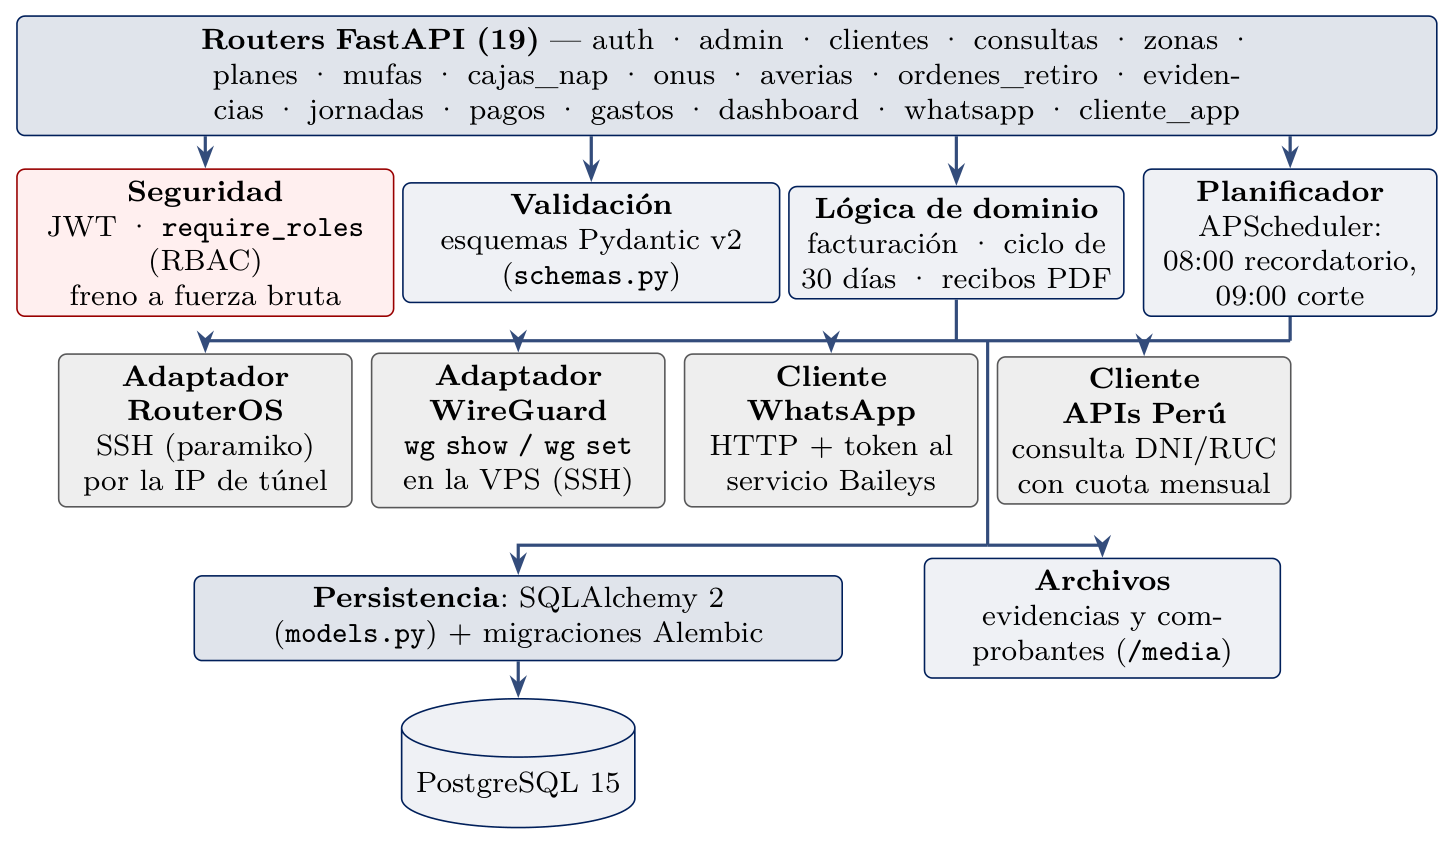 Routers FastAPI (19) — auth · admin · clientes · consultas · zonas ·
planes · mufas · cajas_nap · onus · averias · ordenes_retiro · eviden-
cias · jornadas · pagos · gastos · dashboard · whatsapp · cliente_app
Seguridad
JWT · require_roles
(RBAC)
freno a fuerza bruta
Validación
esquemas Pydantic v2
(schemas.py)
Lógica de dominio
facturación · ciclo de
30 días · recibos PDF
Planificador
APScheduler:
08:00 recordatorio,
09:00 corte
Adaptador
RouterOS
SSH (paramiko)
por la IP de túnel
Adaptador
WireGuard
wg show / wg set
en la VPS (SSH)
Cliente
WhatsApp
HTTP + token al
servicio Baileys
Cliente
APIs Perú
consulta DNI/RUC
con cuota mensual
Persistencia: SQLAlchemy 2
(models.py) + migraciones Alembic
Archivos
evidencias y com-
probantes (/media)
PostgreSQL 15